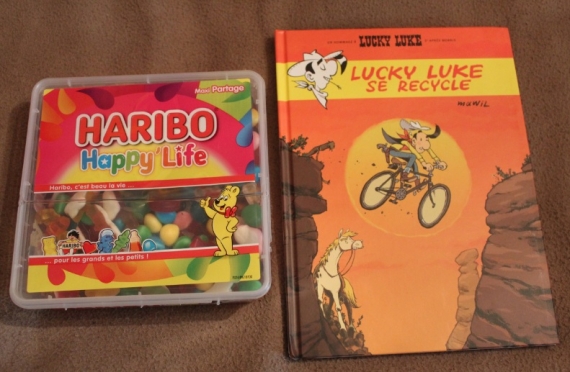 Maxi Partage
HARIBO
Happy'Life
Haribo, c'est beau la vie ...
HARIBO
... pour les grands et les petits !
LUCKY LUKE
LUCKY LUKE
SE RECYCLE
MAWIL